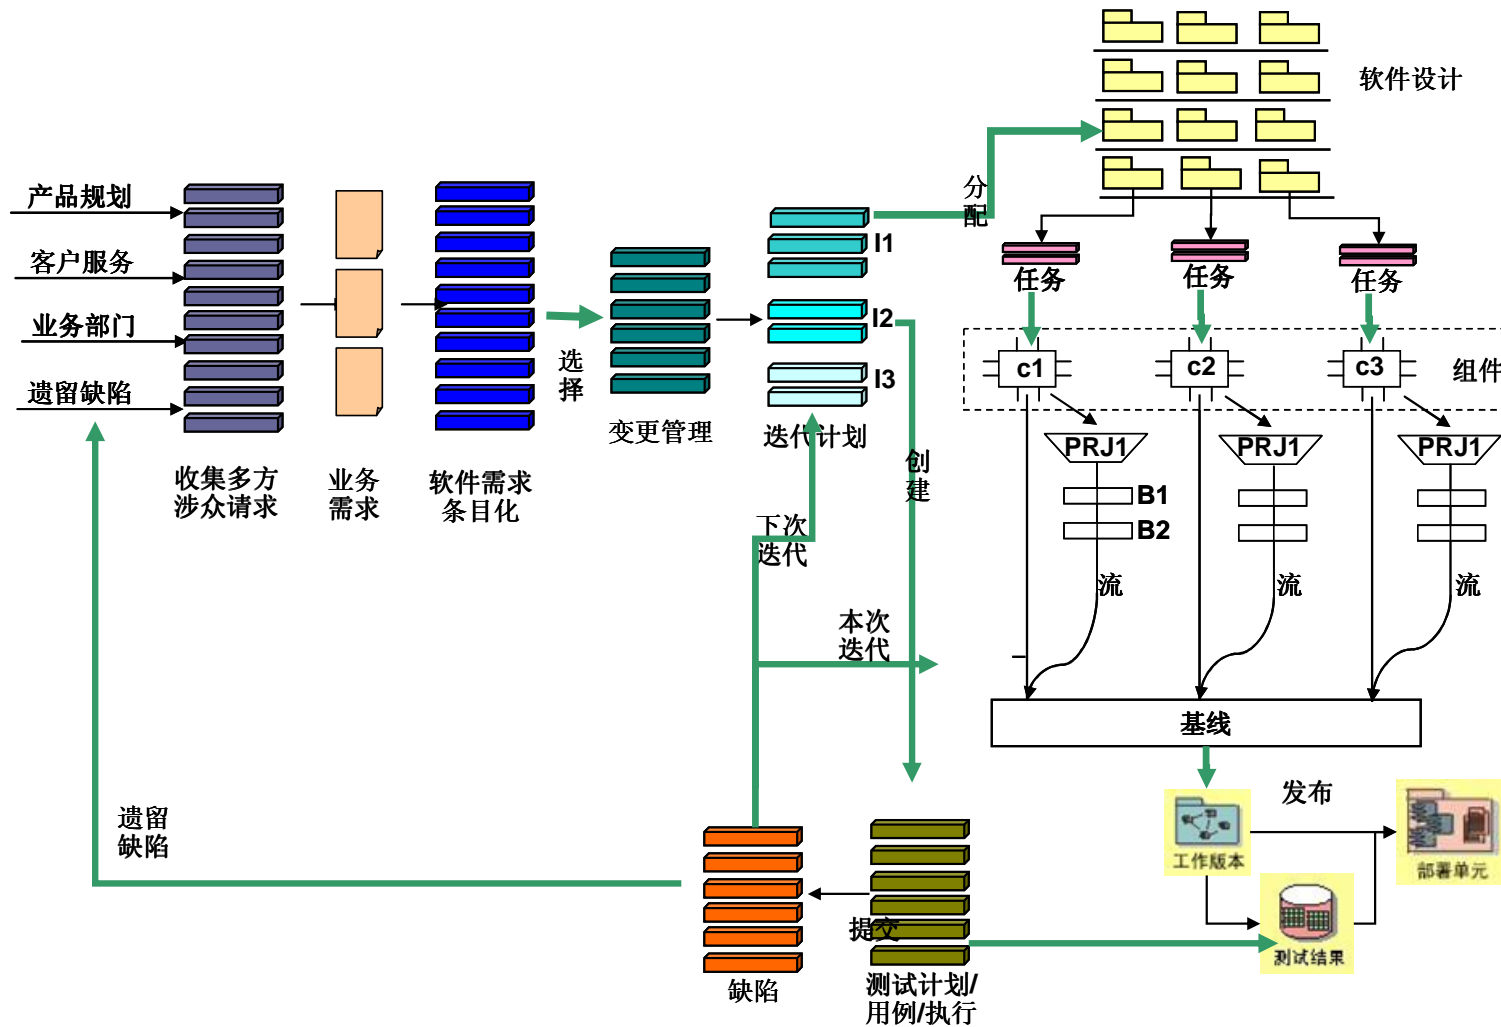 软件设计
产品规划
客户服务
业务部门
遗留缺陷
收集多方
涉众请求
业务
需求
软件需求
条目化
选
择
变更管理
I1
I2
I3
迭代计划
分
配
任务
任务
任务
c1
c2
c3
组件
PRJ1
PRJ1
PRJ1
B1
B2
流
流
流
创
建
下次
迭代
本次
迭代
基线
发布
工作版本
部署单元
测试结果
遗留
缺陷
提交
缺陷
测试计划/
用例/执行